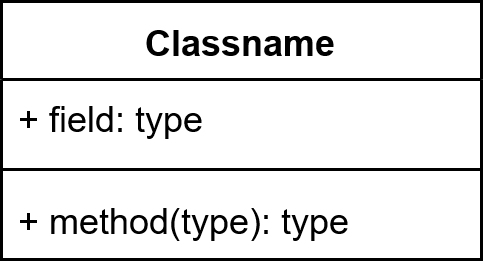 Classname
+ field: type
+ method(type): type